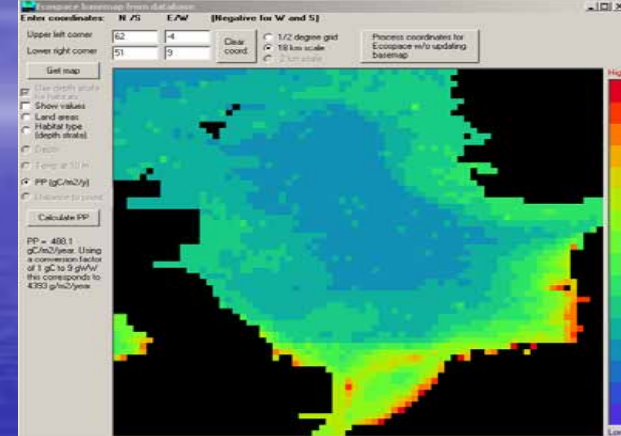 Ecospace basemap from database
Enter coordinates: N /S E/W (Negative for W and S)
Upper left corner 62 -4
Lower right corner 51 9
Clear coord.
1/2 degree grid
18 km scale
2 km scale
Process coordinates for Ecospace w/o updating basemap
Get map
Use depth strata for habitats
Show values
Land areas
Habitat type (depth strata)
Depth
Temp at 10 m
PP (gC/m2/y)
Distance to coast
Calculate PP
PP = 488.1
gC/m2/year. Using
a conversion factor
of 1 gC to 9 gWW
this corresponds to
4393 g/m2/year
High
Low